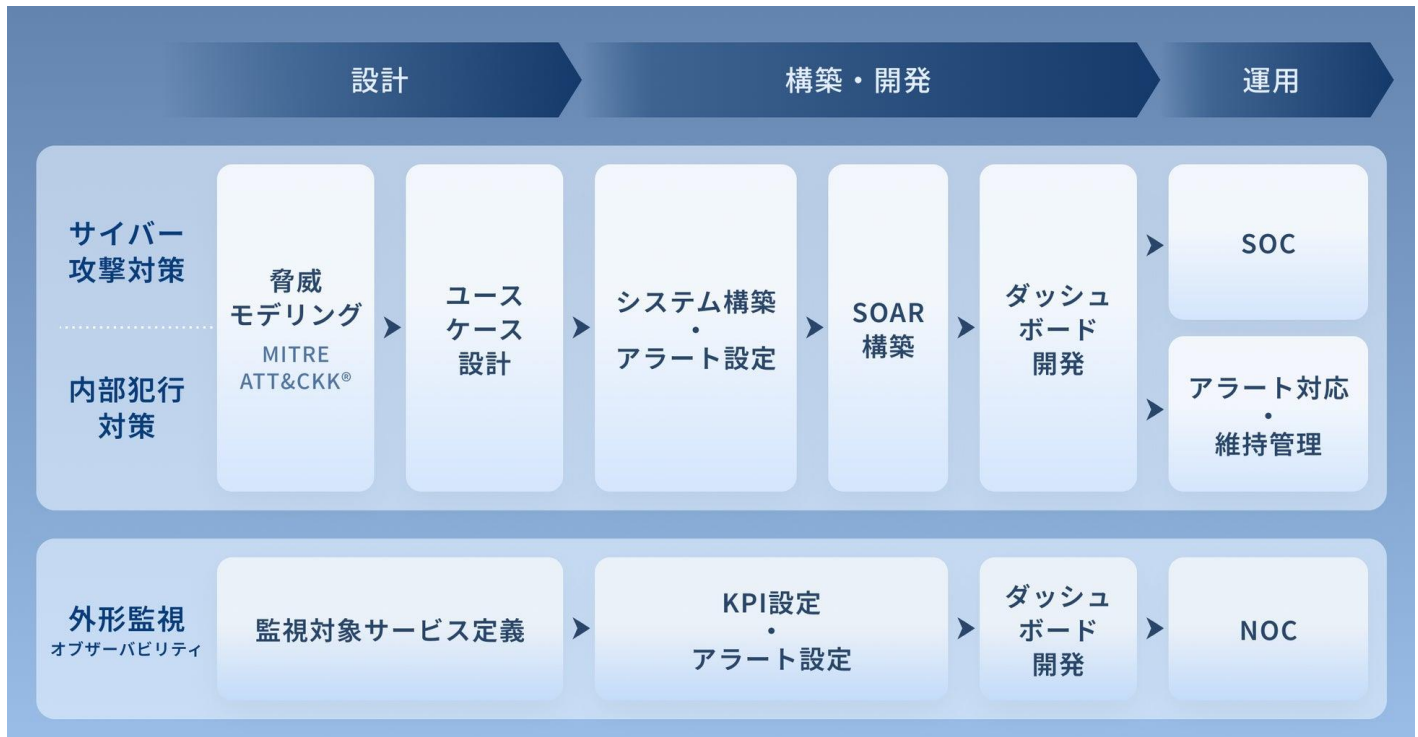 設計
構築・開発
運用
サイバー
攻撃対策
内部犯行
対策
脅威
モデリング
MITRE
ATT&CKK®
ユース
ケース
設計
システム構築
・
アラート設定
SOAR
構築
ダッシュ
ボード
開発
SOC
アラート対応
・
維持管理
外形監視
オブザーバビリティ
監視対象サービス定義
KPI設定
・
アラート設定
ダッシュ
ボード
開発
NOC